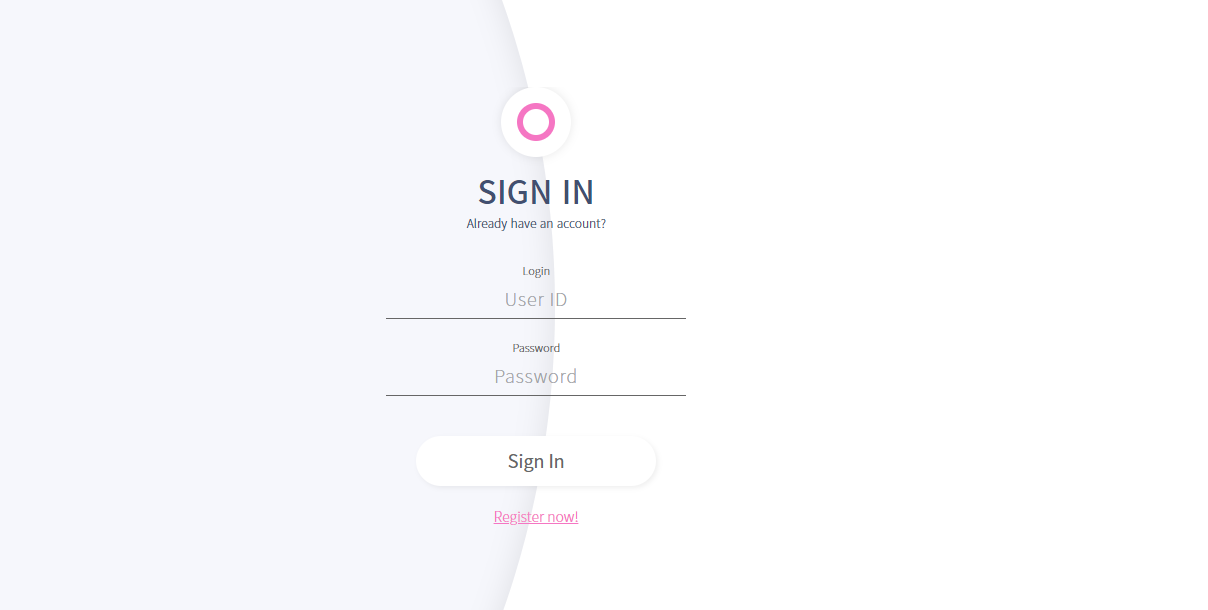 SIGN IN
Already have an account?
Login
User ID
Password
Password
Sign In
Register now!